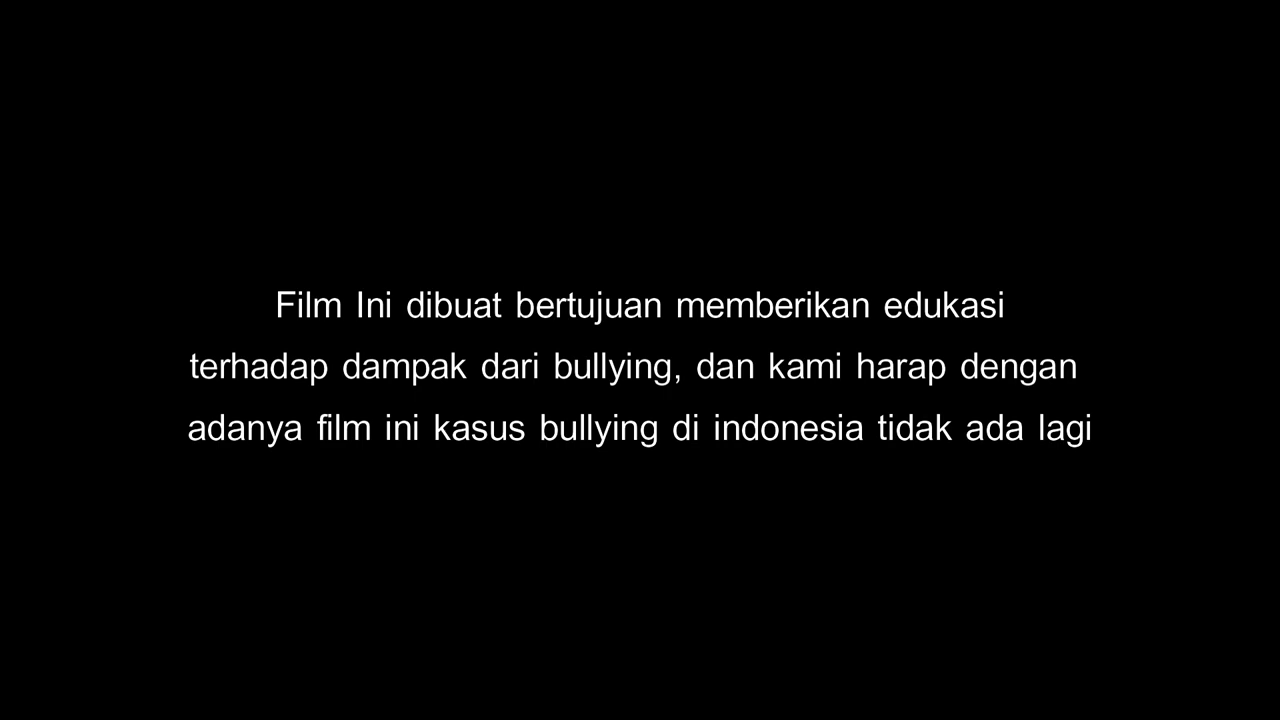 Film Ini dibuat bertujuan memberikan edukasi
terhadap dampak dari bullying, dan kami harap dengan
adanya film ini kasus bullying di indonesia tidak ada lagi